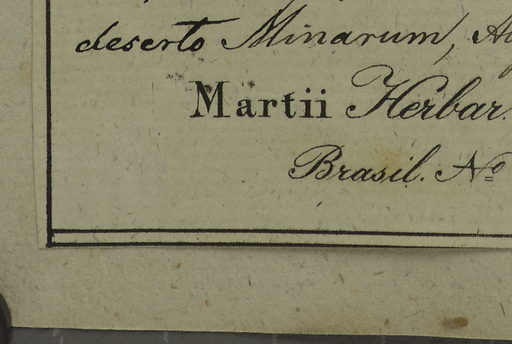 deserto Minarum,
Martii Herbar.
Brasil. No